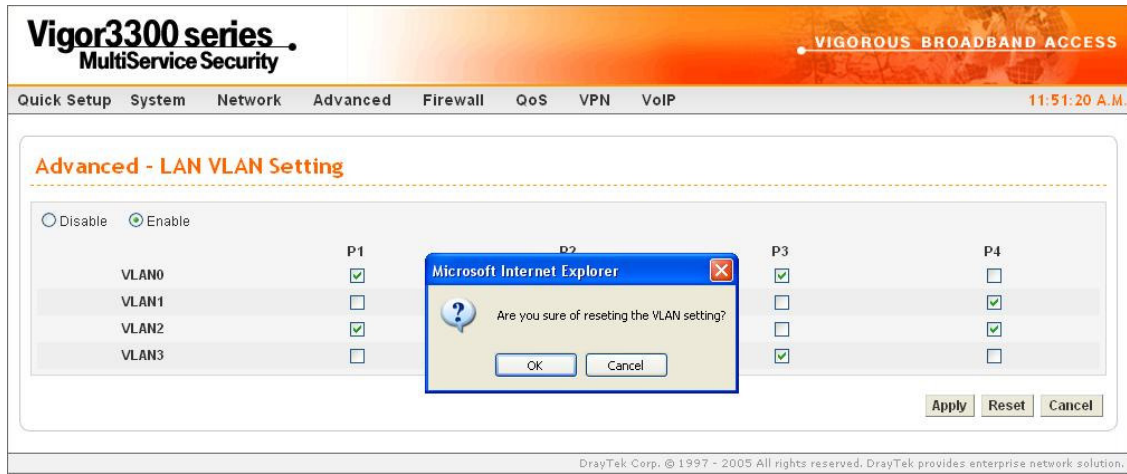 Vigor3300 series
MultiService Security
VIGOROUS BROADBAND ACCESS
Quick Setup System Network Advanced Firewall QoS VPN VoIP 11:51:20 A.M.
Advanced - LAN VLAN Setting
Disable Enable
P1 P2 P3 P4
VLAN0
VLAN1
VLAN2
VLAN3
Microsoft Internet Explorer
Are you sure of reseting the VLAN setting?
OK Cancel
Apply Reset Cancel
DrayTek Corp. © 1997 - 2005 All rights reserved. DrayTek provides enterprise network solution.